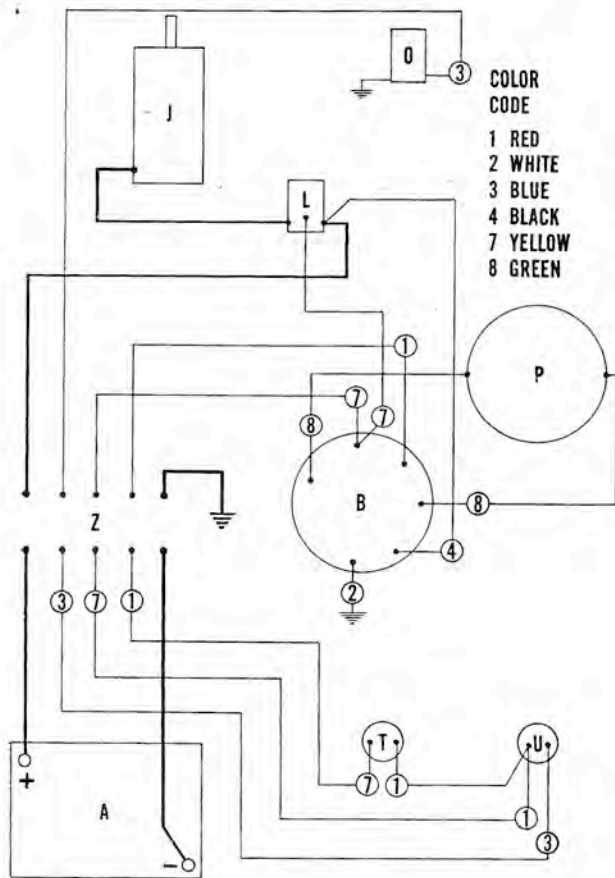 O
3
J
COLOR
CODE
1 RED
2 WHITE
3 BLUE
4 BLACK
7 YELLOW
8 GREEN
L
1
P
7
7
8
B
8
Z
4
2
3
7
1
T
U
7
1
1
3
+
A
-